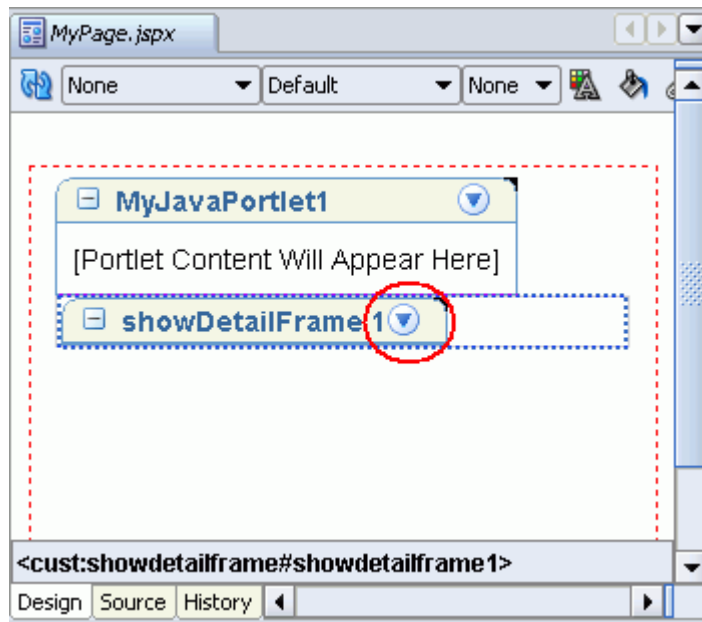 MyPage.jspx
None Default None
MyJavaPortlet1
[Portlet Content Will Appear Here]
showDetailFrame1
<cust:showdetailframe#showdetailframe1>
Design Source History